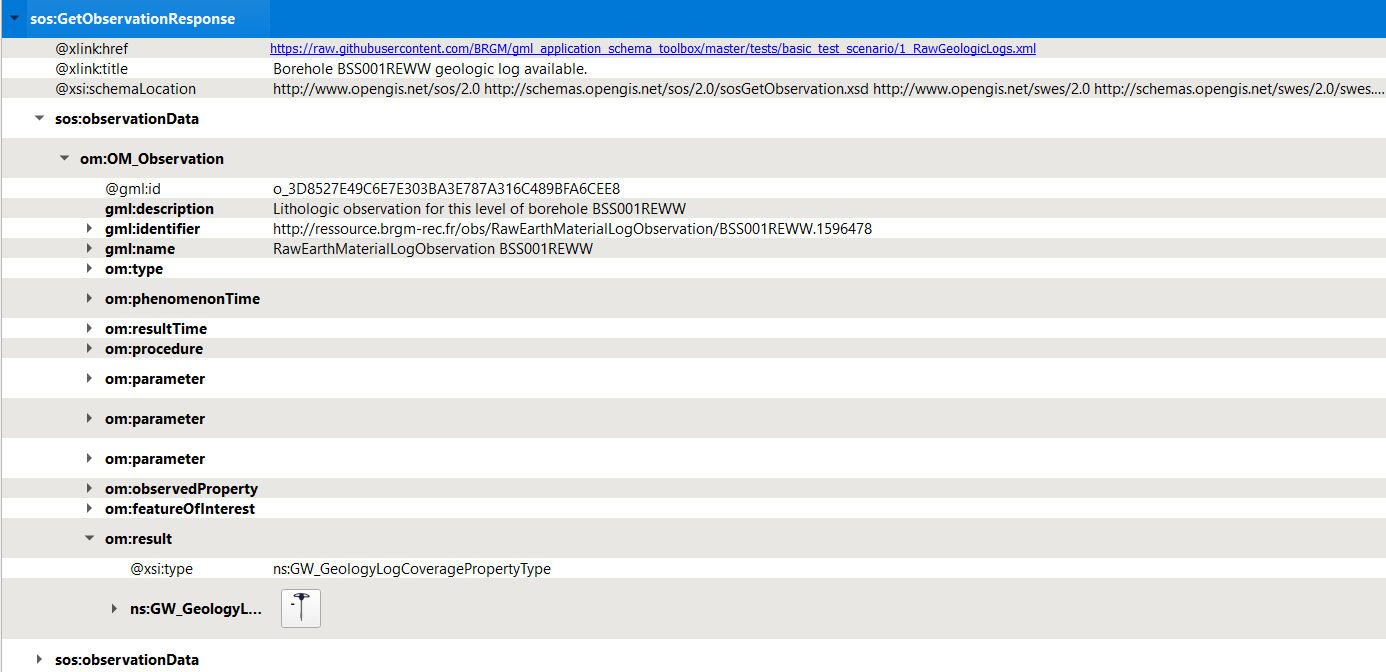 sos:GetObservationResponse
@xlink:href https://raw.githubusercontent.com/BRGM/gml_application_schema_toolbox/master/tests/basic_test_scenario/1_RawGeologicLogs.xml
@xlink:title Borehole BSS001REWW geologic log available.
@xsi:schemaLocation http://www.opengis.net/sos/2.0 http://schemas.opengis.net/sos/2.0/sosGetObservation.xsd http://www.opengis.net/swes/2.0 http://schemas.opengis.net/swes/2.0/swes....
sos:observationData
om:OM_Observation
@gml:id o_3D8527E49C6E7E303BA3E787A316C489BFA6CEE8
gml:description Lithologic observation for this level of borehole BSS001REWW
gml:identifier http://ressource.brgm-rec.fr/obs/RawEarthMaterialLogObservation/BSS001REWW.1596478
gml:name RawEarthMaterialLogObservation BSS001REWW
om:type
om:phenomenonTime
om:resultTime
om:procedure
om:parameter
om:parameter
om:parameter
om:observedProperty
om:featureOfInterest
om:result
@xsi:type ns:GW_GeologyLogCoveragePropertyType
ns:GW_GeologyL...
sos:observationData